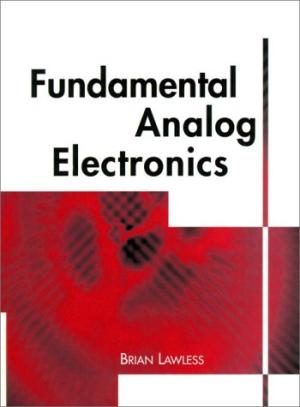 Fundamental
Analog
Electronics
BRIAN LAWLESS